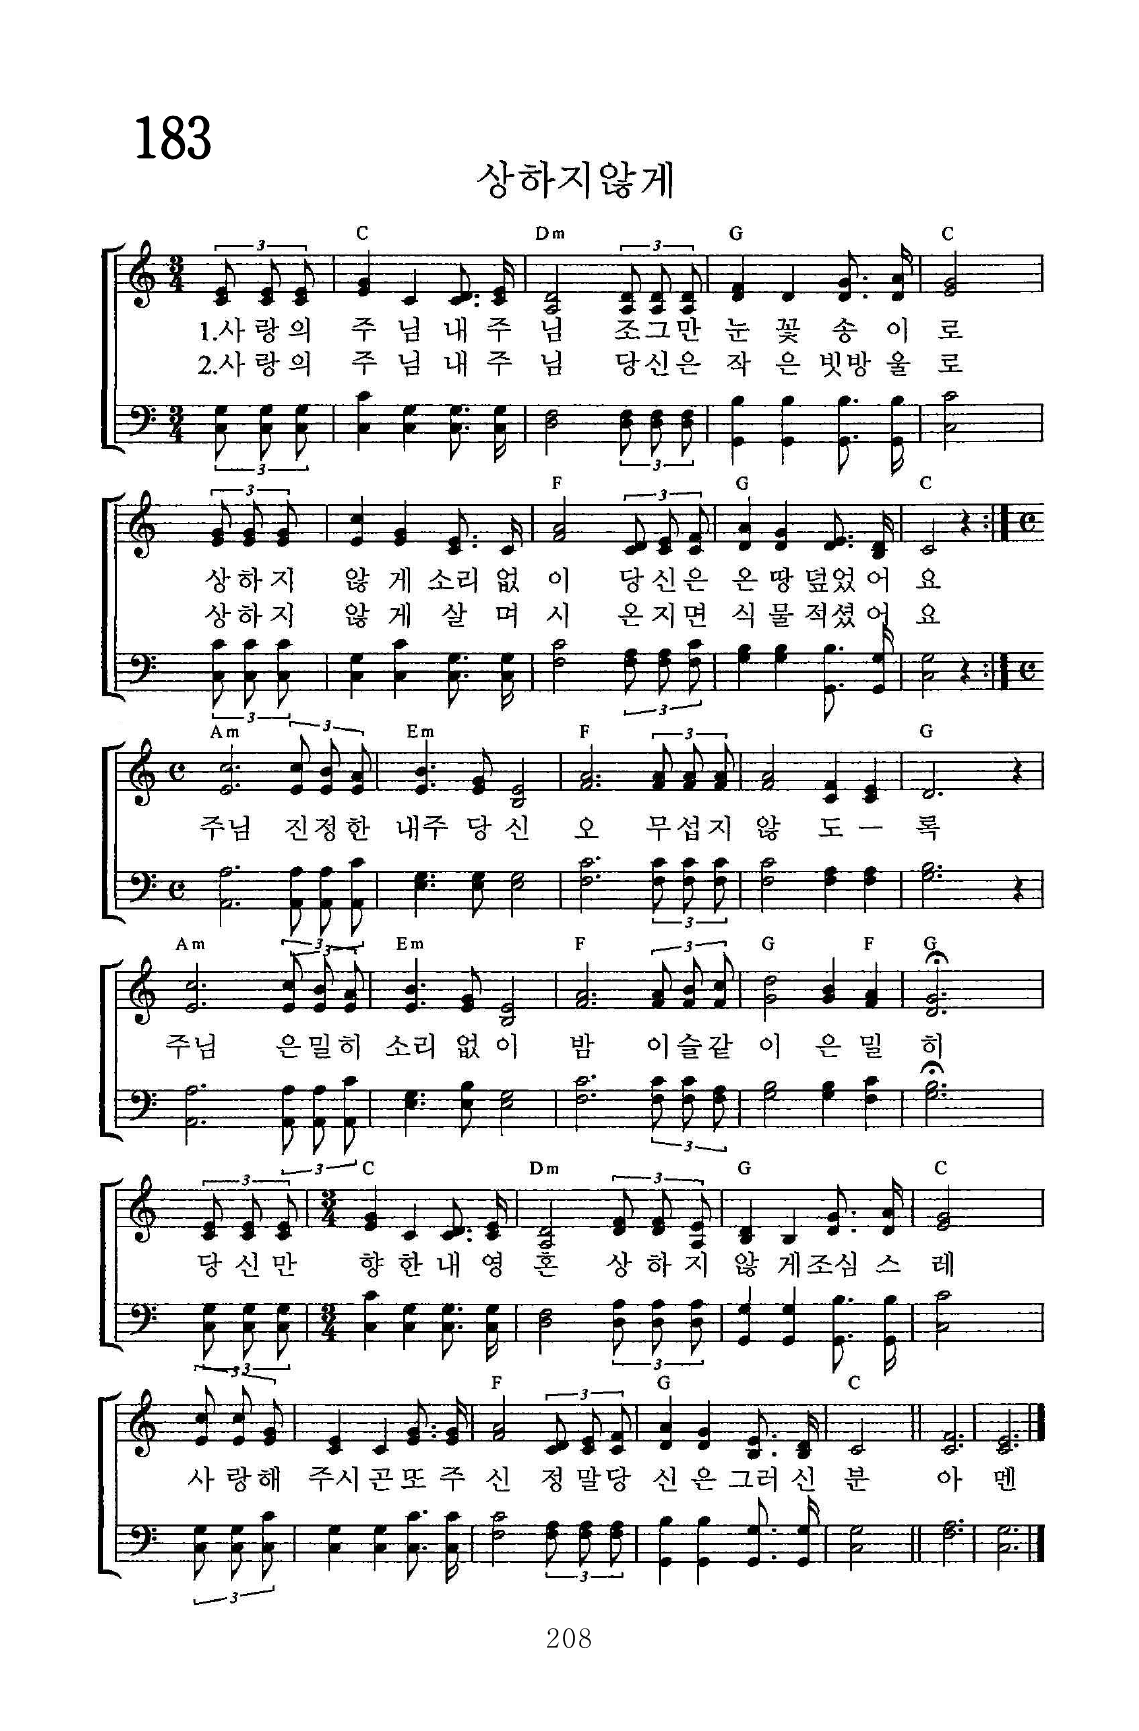 183
상하지않게
C Dm G C
1.사랑의 주님내주님 조그만눈꽃송이로
2.사랑의 주님내주님 당신은작은빗방울로
F G C
상하지 않게소리없이 당신은온땅덮었어요
상하지 않게살며시 온지면식물적셨어요
Am Em F G
주님 진정한 내주당신 오 무섭지않도ㅡ록
Am Em F G F G
주님 은밀히 소리없이 밤 이슬같이은밀히
C Dm G C
당신만 향한내영혼 상하지않게조심스레
F G C
사랑해 주시곤또주신 정말당신은그러신분 아멘
208